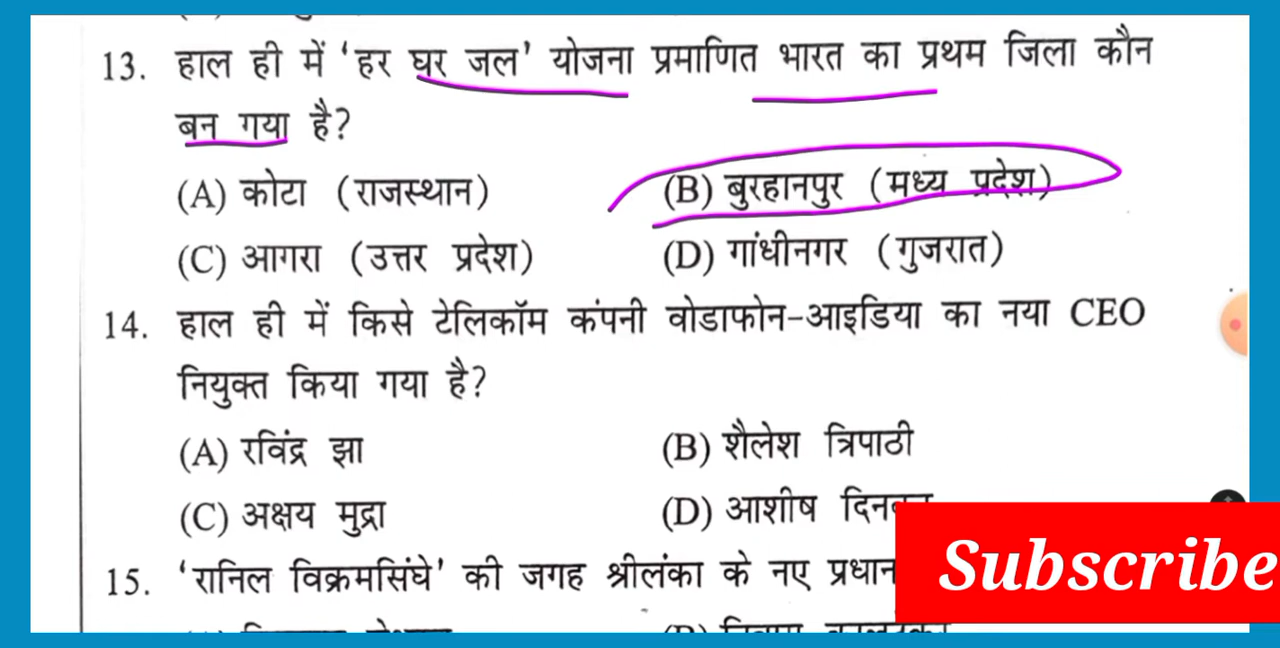 13. हाल ही में ‘हर घर जल’ योजना प्रमाणित भारत का प्रथम जिला कौन
बन गया है?
(A) कोटा (राजस्थान) (B) बुरहानपुर (मध्य प्रदेश)
(C) आगरा (उत्तर प्रदेश) (D) गांधीनगर (गुजरात)
14. हाल ही में किसे टेलिकॉम कंपनी वोडाफोन-आइडिया का नया CEO
नियुक्त किया गया है?
(A) रविंद्र झा (B) शैलेश त्रिपाठी
(C) अक्षय मुद्रा (D) आशीष
15. ‘रानिल विक्रमसिंघे’ की जगह श्रीलंका के नए प्रधान
Subscribe